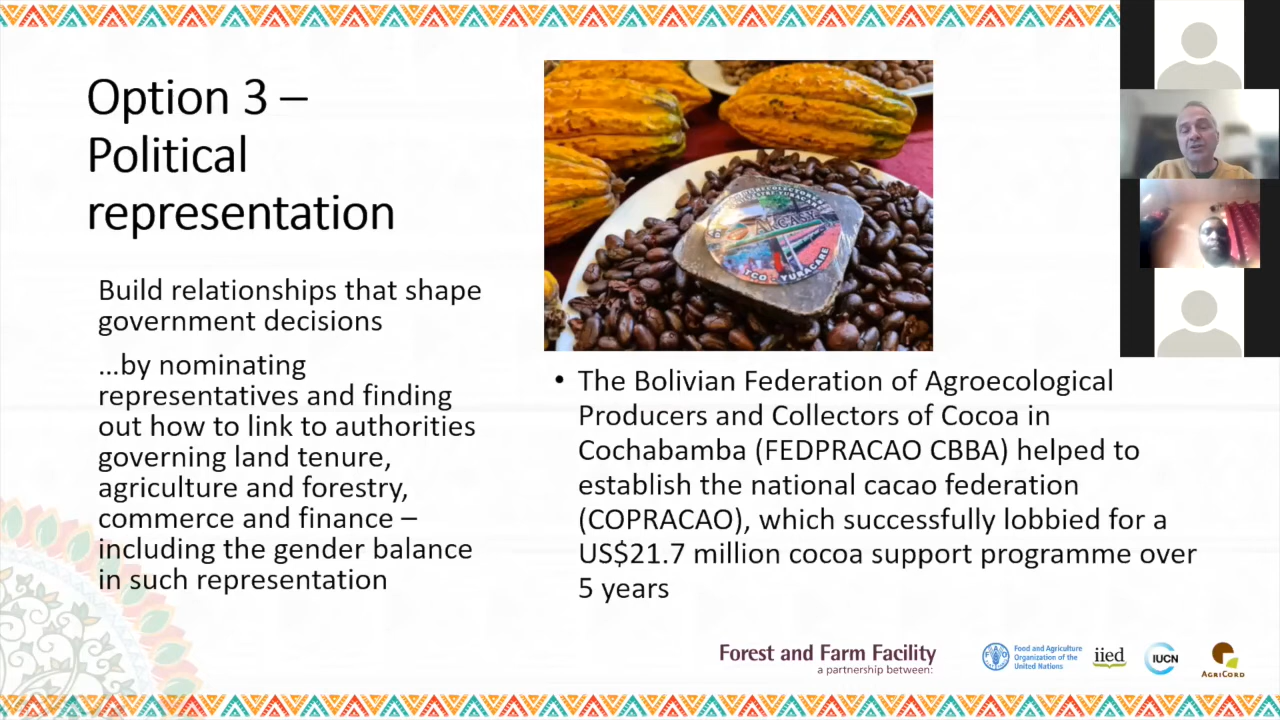 Option 3 –
Political
representation
Build relationships that shape
government decisions
...by nominating
representatives and finding
out how to link to authorities
governing land tenure,
agriculture and forestry,
commerce and finance –
including the gender balance
in such representation
TCO - YURACARE
• The Bolivian Federation of Agroecological
Producers and Collectors of Cocoa in
Cochabamba (FEDPRACAO CBBA) helped to
establish the national cacao federation
(COPRACAO), which successfully lobbied for a
US$21.7 million cocoa support programme over
5 years
Forest and Farm Facility
a partnership between:
Food and Agriculture
Organization of the
United Nations
iied
IUCN
AGRICORD